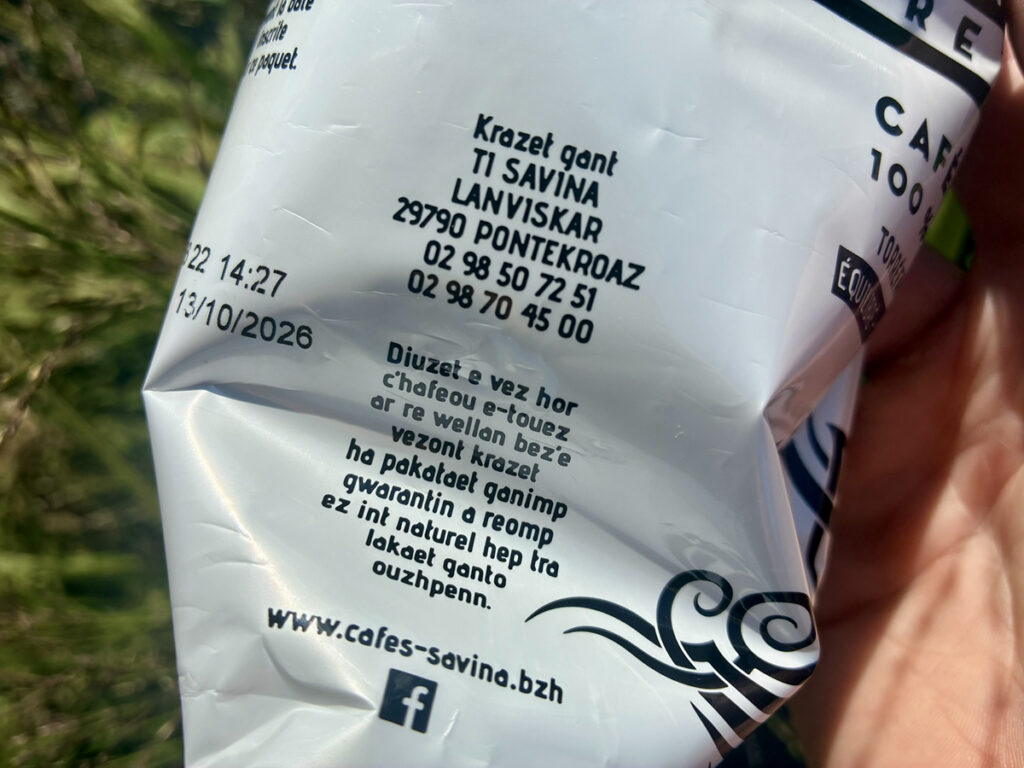 la date
inscrite
paquet.
Krazet gant
TI SAVINA
LANVISKAR
29790 PONTEKROAZ
02 98 50 72 51
02 98 70 45 00
22 14:27
13/10/2026
Diuzet e vez hor
c'hafeou e-touez
ar re wellan bez'e
vezont krazet
ha pakataet ganimp
gwarantin a reomp
ez int naturel hep tra
lakaet ganto
ouzhpenn.
www.cafes-savina.bzh
f
RE
CAFÉ
100%